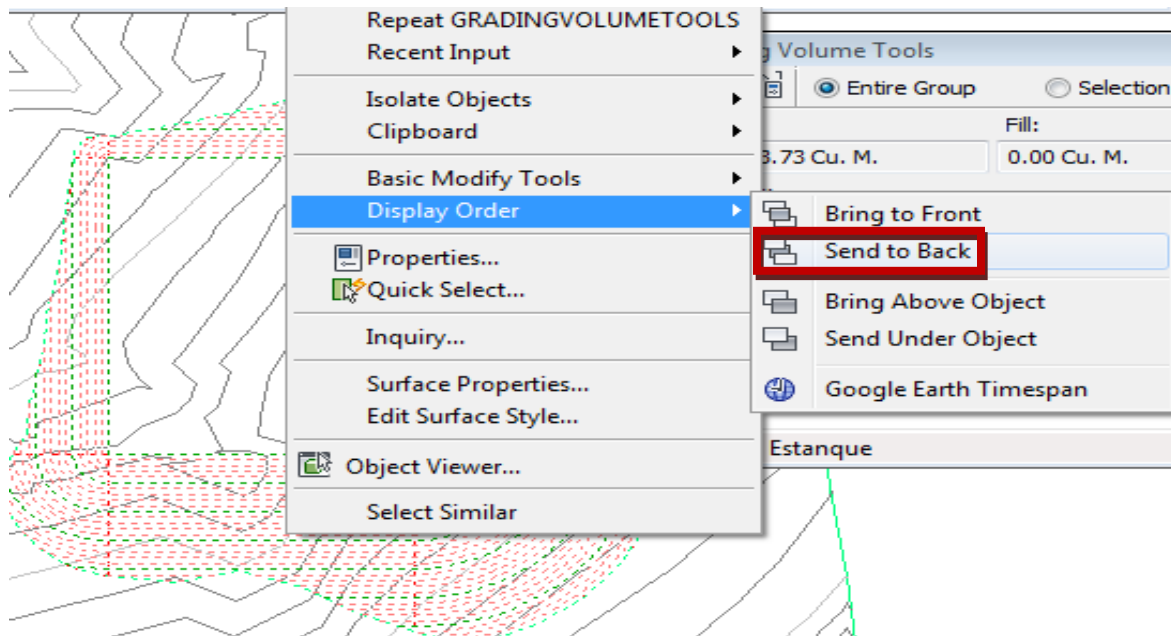 Repeat GRADINGVOLUMETOOLS
Recent Input
Isolate Objects
Clipboard
Basic Modify Tools
Display Order
Properties...
Quick Select...
Inquiry...
Surface Properties...
Edit Surface Style...
Object Viewer...
Select Similar
Volume Tools
Entire Group
Selection
Fill:
3.73 Cu. M.
0.00 Cu. M.
Bring to Front
Send to Back
Bring Above Object
Send Under Object
Google Earth Timespan
Estanque